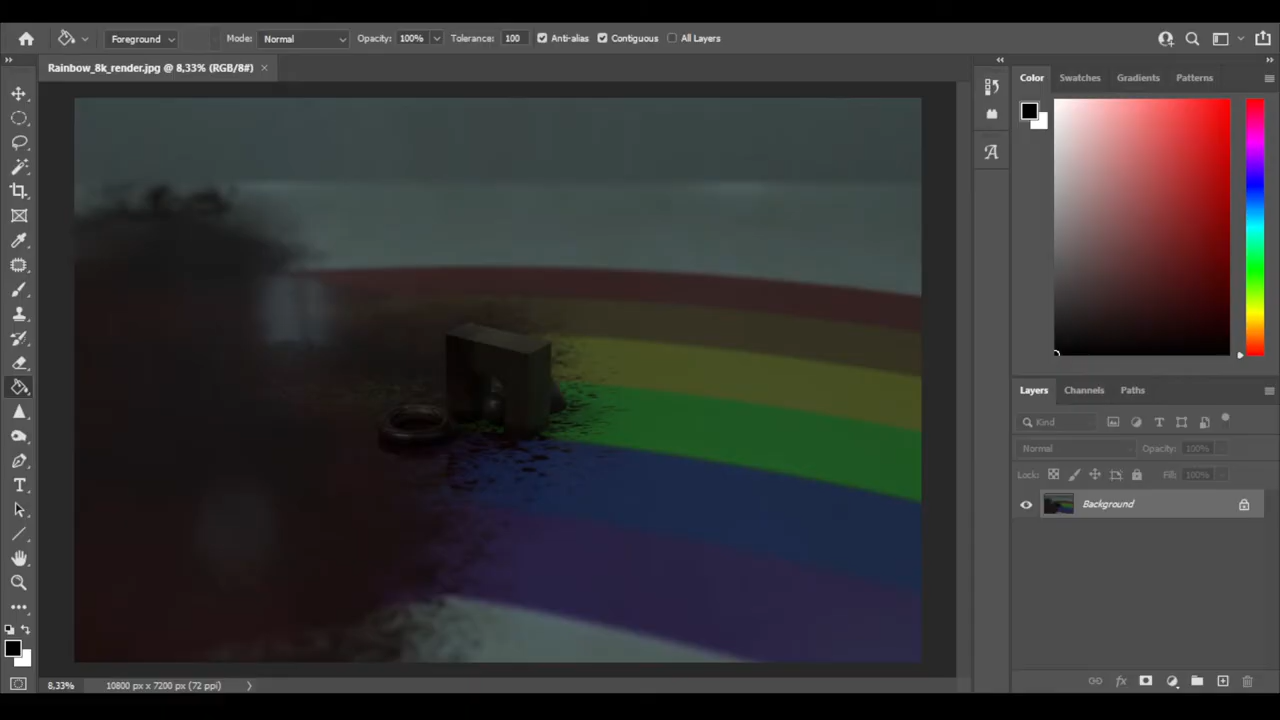 Foreground Mode: Normal Opacity: 100% Tolerance: 100 Anti-alias Contiguous All Layers
Rainbow_8k_render.jpg @ 8,33% (RGB/8#) ×
Color Swatches Gradients Patterns
Layers Channels Paths
Kind
Normal Opacity: 100%
Lock: Fill: 100%
Background
8,33% 10800 px x 7200 px (72 ppi)